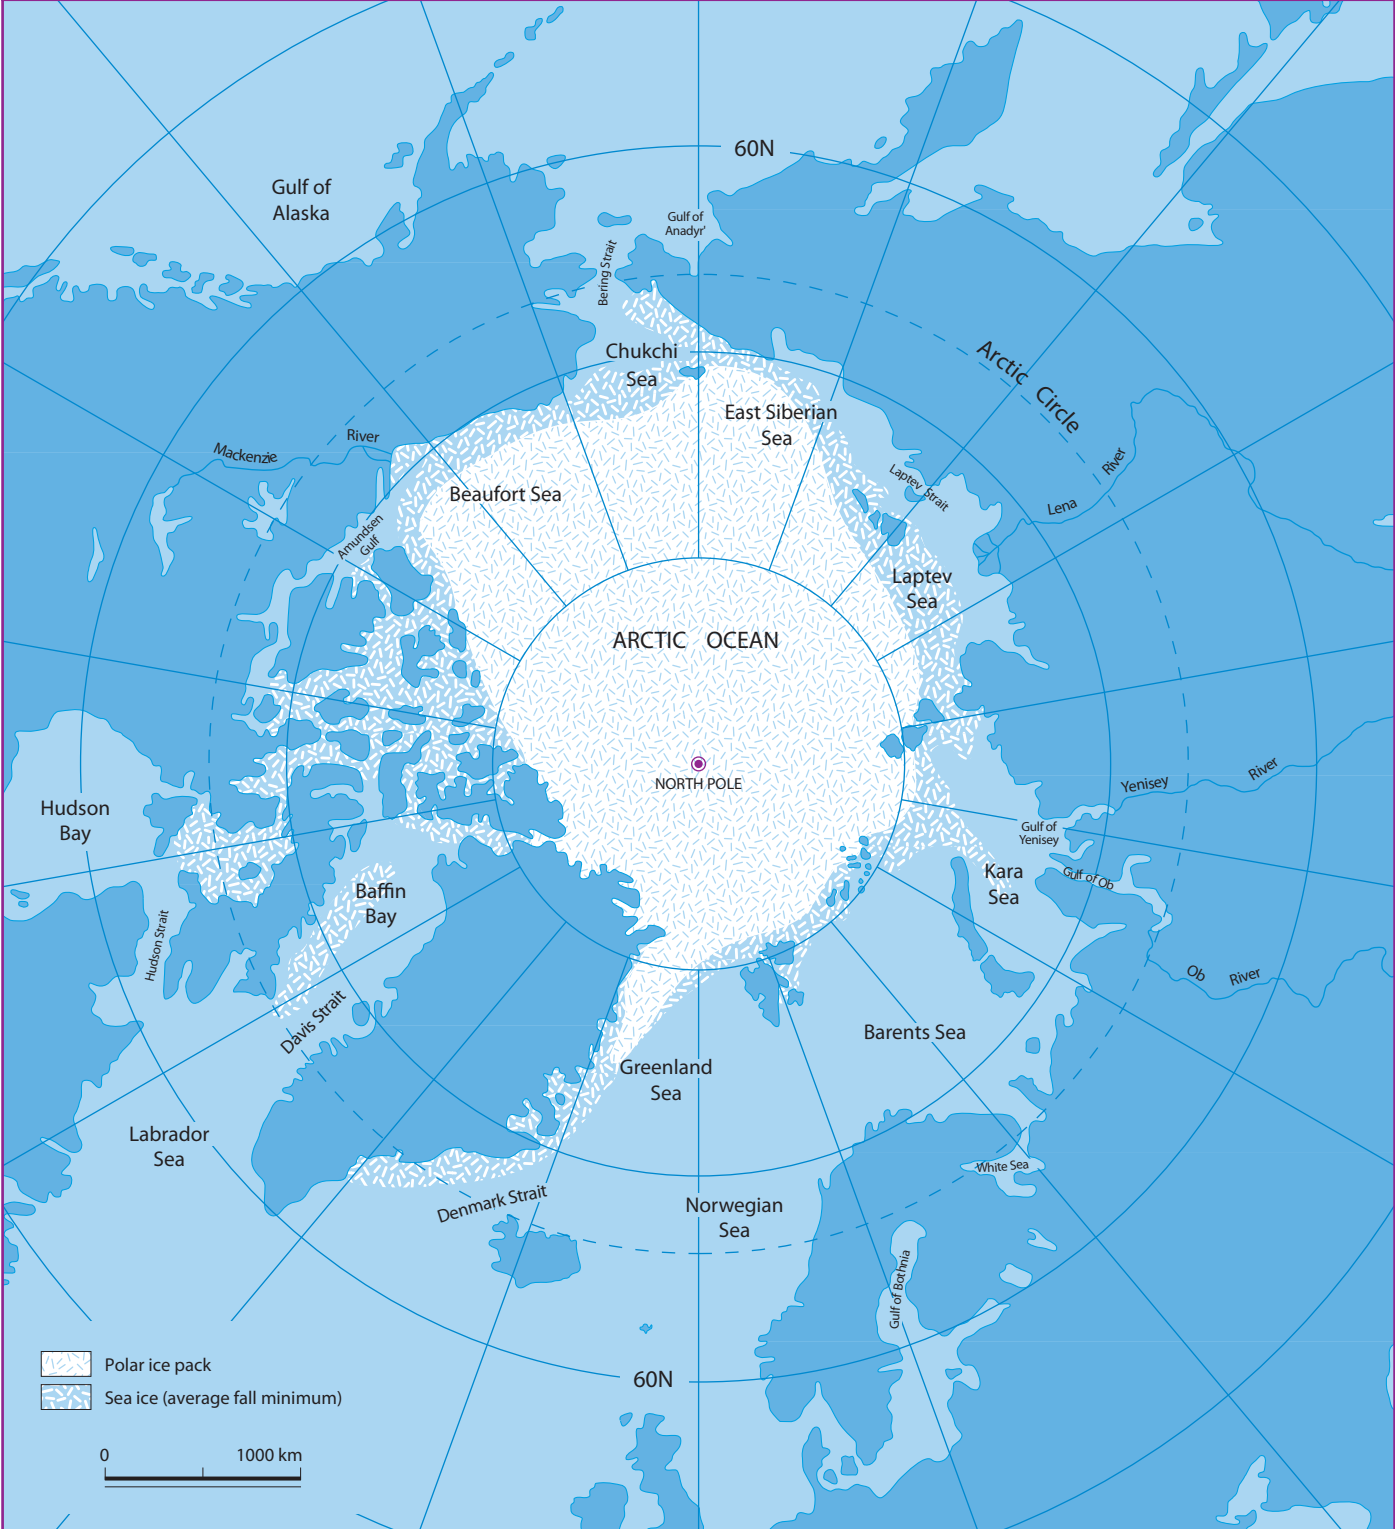 60N
Gulf of
Alaska
Gulf of
Anadyr'
Bering Strait
Chukchi
Sea
Arctic Circle
East Siberian
Sea
Mackenzie
River
Beaufort Sea
Laptev Strait
Lena
River
Amundsen
Gulf
Laptev
Sea
ARCTIC OCEAN
NORTH POLE
Yenisey
River
Hudson
Bay
Gulf of
Yenisey
Baffin
Bay
Kara
Sea
Gulf of Ob
Hudson Strait
Ob
River
Davis Strait
Barents Sea
Greenland
Sea
Labrador
Sea
White Sea
Denmark Strait
Norwegian
Sea
Gulf of Bothnia
60N
Polar ice pack
Sea ice (average fall minimum)
0
1000 km